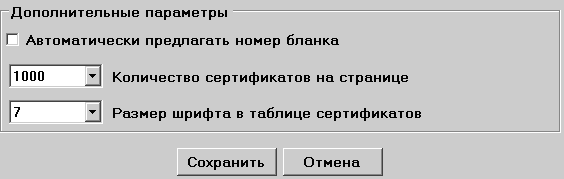 Дополнительные параметры
Автоматически предлагать номер бланка
1000 Количество сертификатов на странице
7 Размер шрифта в таблице сертификатов
Сохранить Отмена